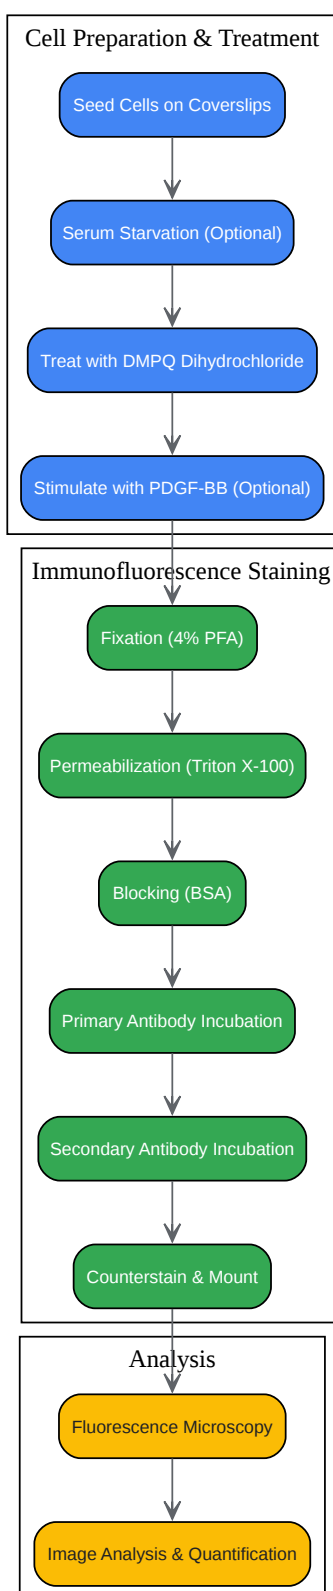 Cell Preparation & Treatment
Seed Cells on Coverslips
Serum Starvation (Optional)
Treat with DMPQ Dihydrochloride
Stimulate with PDGF-BB (Optional)
Immunofluorescence Staining
Fixation (4% PFA)
Permeabilization (Triton X-100)
Blocking (BSA)
Primary Antibody Incubation
Secondary Antibody Incubation
Counterstain & Mount
Analysis
Fluorescence Microscopy
Image Analysis & Quantification